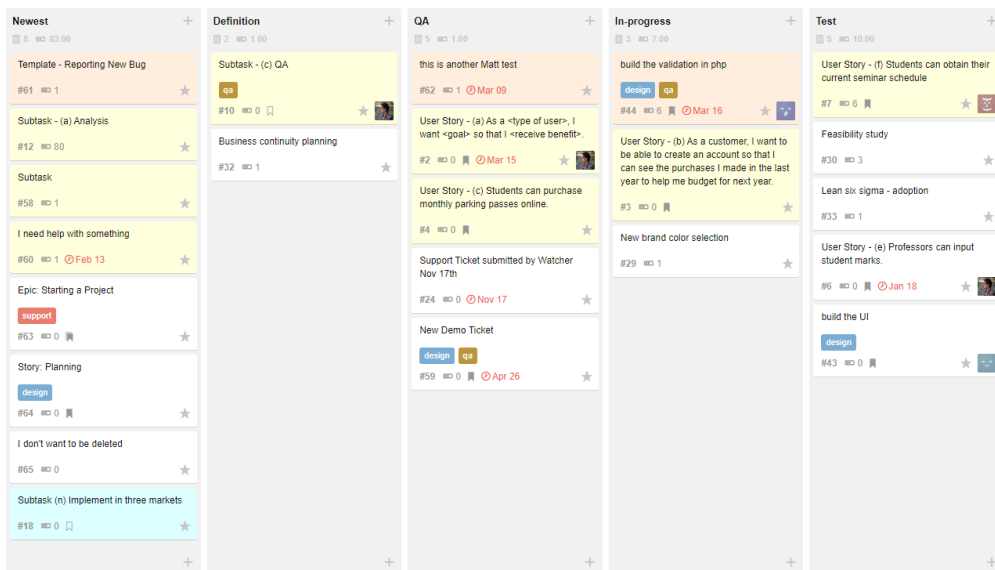 Newest
8 83.00
Template - Reporting New Bug
#61 1
Subtask - (a) Analysis
#12 80
Subtask
#58 1
I need help with something
#60 1 Feb 13
Epic: Starting a Project
support
#63 0
Story: Planning
design
#64 0
I don't want to be deleted
#65 0
Subtask (n) Implement in three markets
#18 0
Definition
2 1.00
Subtask - (c) QA
qa
#10 0
Business continuity planning
#32 1
QA
5 1.00
this is another Matt test
#62 1 Mar 09
User Story - (a) As a <type of user>, I
want <goal> so that I <receive benefit>.
#2 0 Mar 15
User Story - (c) Students can purchase
monthly parking passes online.
#4 0
Support Ticket submitted by Watcher
Nov 17th
#24 0 Nov 17
New Demo Ticket
design qa
#59 0 Apr 26
In-progress
3 7.00
build the validation in php
design qa
#44 6 Mar 16
User Story - (b) As a customer, I want to
be able to create an account so that I
can see the purchases I made in the last
year to help me budget for next year.
#3 0
New brand color selection
#29 1
Test
5 10.00
User Story - (f) Students can obtain their
current seminar schedule
#7 6
Feasibility study
#30 3
Lean six sigma - adoption
#33 1
User Story - (e) Professors can input
student marks.
#6 0 Jan 18
build the UI
design
#43 0